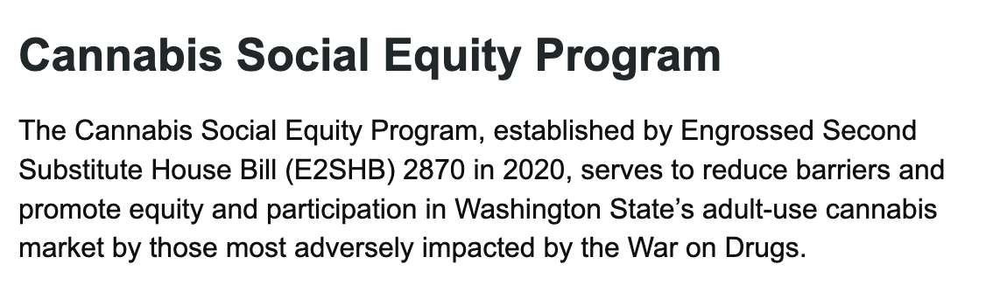 Cannabis Social Equity Program
The Cannabis Social Equity Program, established by Engrossed Second
Substitute House Bill (E2SHB) 2870 in 2020, serves to reduce barriers and
promote equity and participation in Washington State’s adult-use cannabis
market by those most adversely impacted by the War on Drugs.